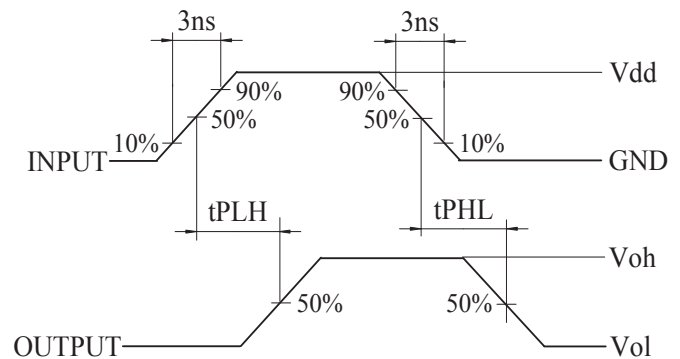 3ns 3ns
Vdd
90% 90%
50% 50%
10% 10%
INPUT GND
tPLH tPHL
Voh
50% 50%
OUTPUT Vol